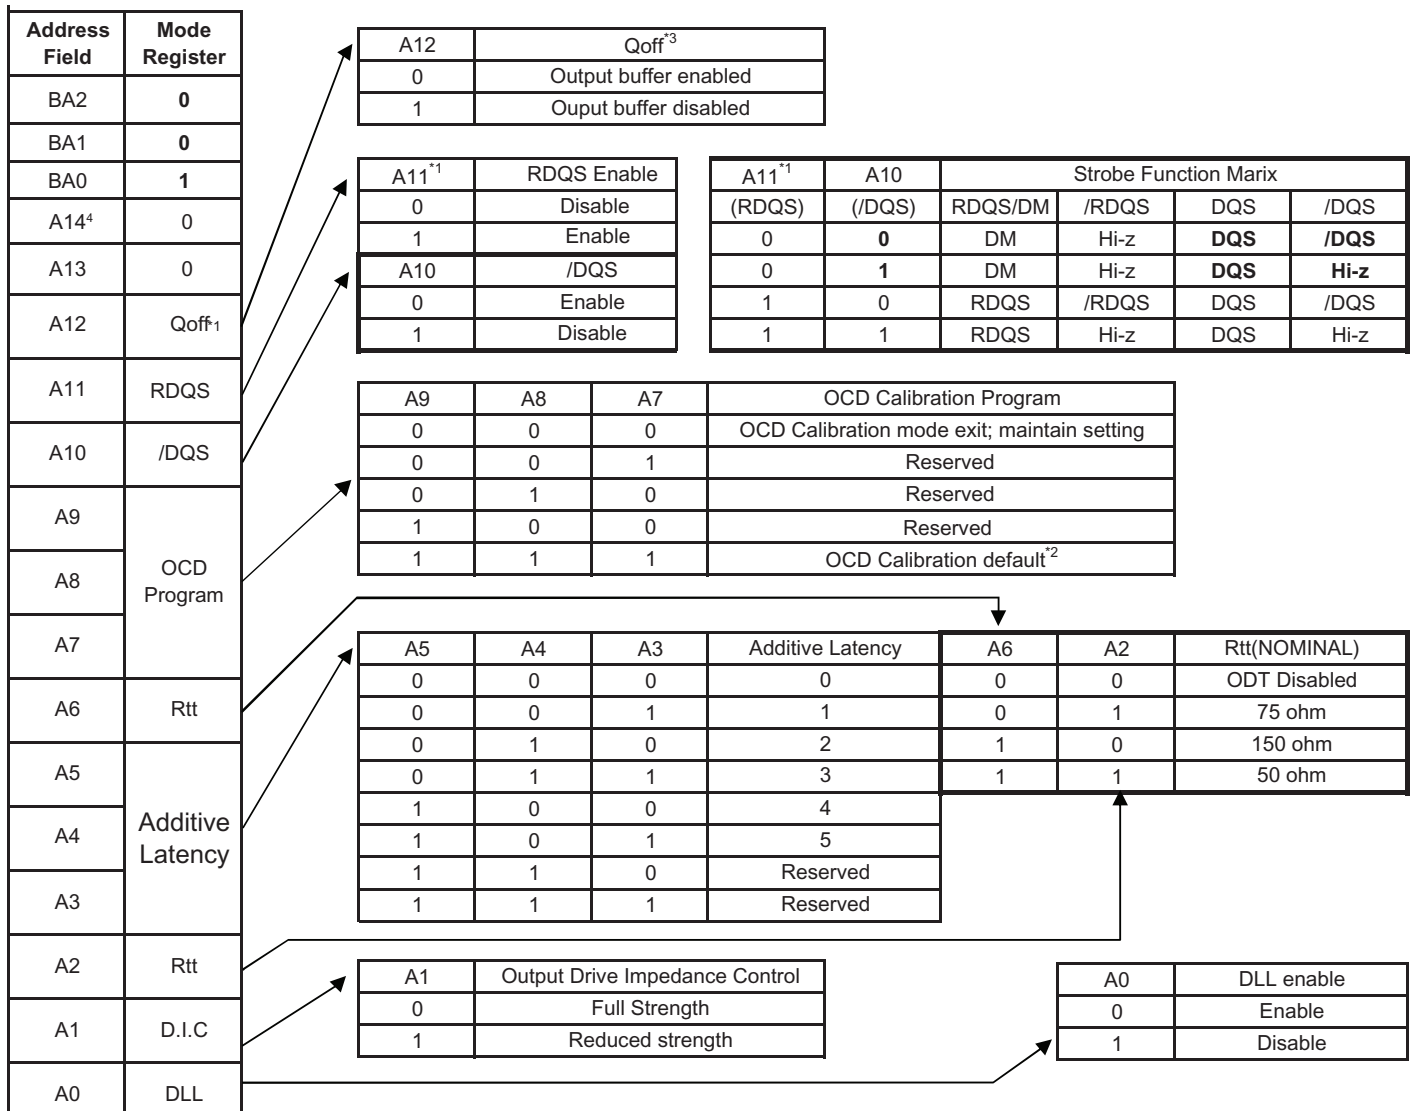 Address Field Mode Register
BA2 0
BA1 0
BA0 1
A14⁴ 0
A13 0
A12 Qoff*1
A11 RDQS
A10 /DQS
A9
A8 OCD Program
A7
A6 Rtt
A5
A4 Additive Latency
A3
A2 Rtt
A1 D.I.C
A0 DLL
A12 Qoff*3
0 Output buffer enabled
1 Ouput buffer disabled
A11*1 RDQS Enable
0 Disable
1 Enable
A10 /DQS
0 Enable
1 Disable
A11*1 A10 Strobe Function Marix
(RDQS) (/DQS) RDQS/DM /RDQS DQS /DQS
0 0 DM Hi-z DQS /DQS
0 1 DM Hi-z DQS Hi-z
1 0 RDQS /RDQS DQS /DQS
1 1 RDQS Hi-z DQS Hi-z
A9 A8 A7 OCD Calibration Program
0 0 0 OCD Calibration mode exit; maintain setting
0 0 1 Reserved
0 1 0 Reserved
1 0 0 Reserved
1 1 1 OCD Calibration default*2
A5 A4 A3 Additive Latency
0 0 0 0
0 0 1 1
0 1 0 2
0 1 1 3
1 0 0 4
1 0 1 5
1 1 0 Reserved
1 1 1 Reserved
A6 A2 Rtt(NOMINAL)
0 0 ODT Disabled
0 1 75 ohm
1 0 150 ohm
1 1 50 ohm
A1 Output Drive Impedance Control
0 Full Strength
1 Reduced strength
A0 DLL enable
0 Enable
1 Disable